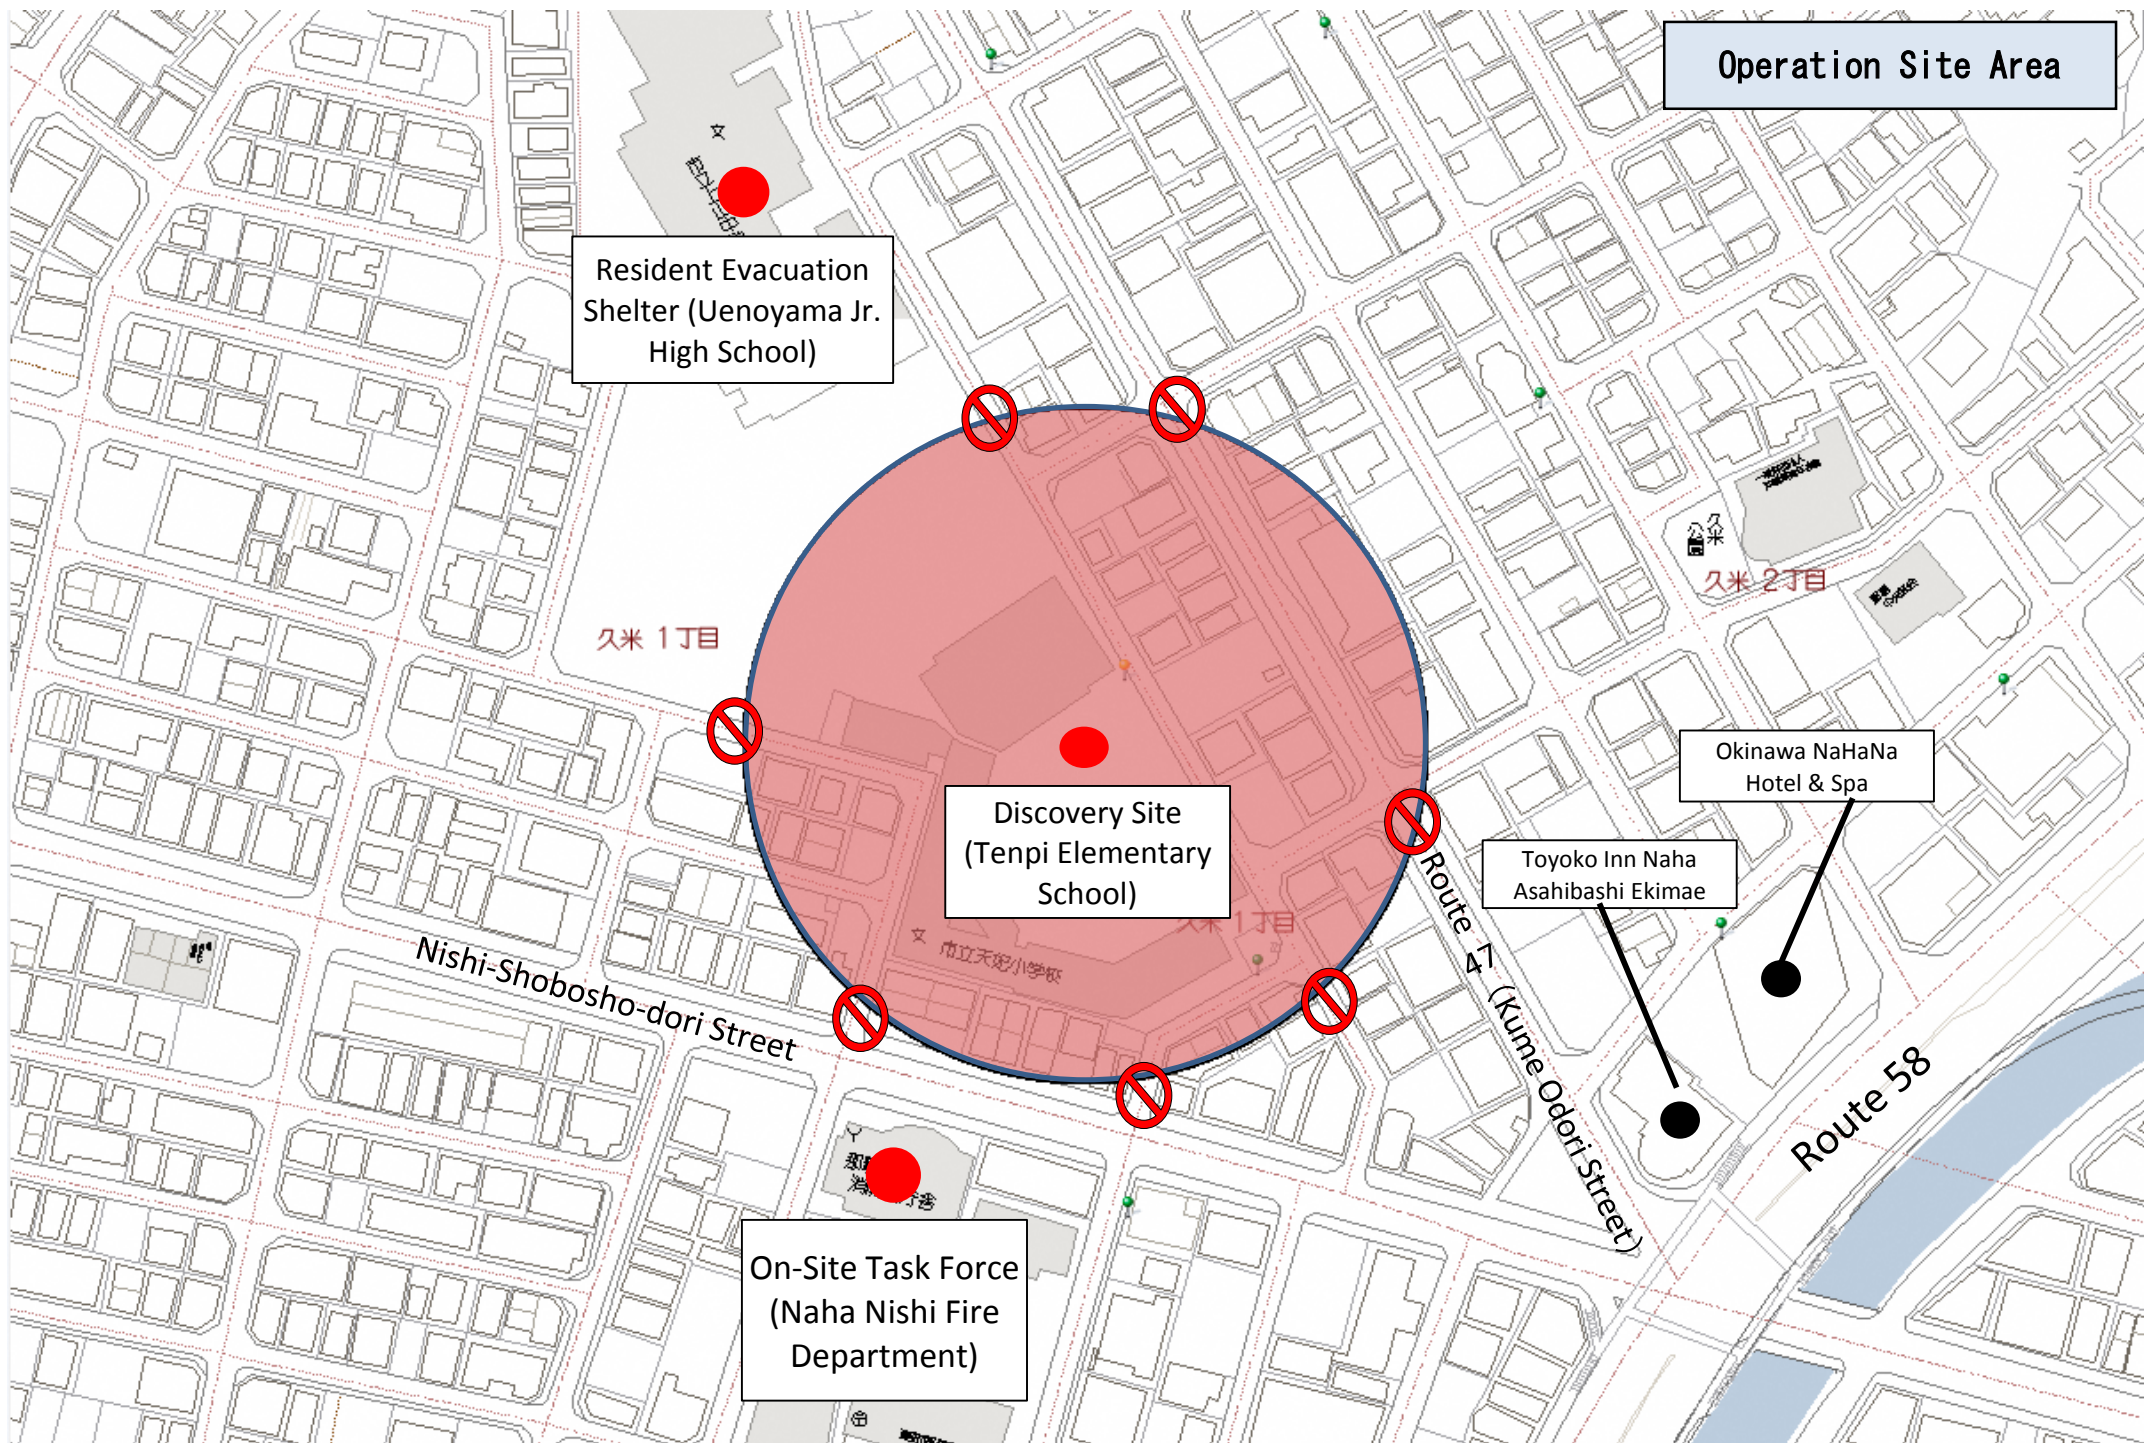 Operation Site Area
Resident Evacuation
Shelter (Uenoyama Jr.
High School)
久米
久米 2丁目
久米 1丁目
Okinawa NaHaNa
Hotel & Spa
Toyoko Inn Naha
Asahibashi Ekimae
Discovery Site
(Tenpi Elementary
School)
久米 1丁目
文 市立天妃小学校
Route 47 (Kume Odori Street)
Nishi-Shobosho-dori Street
Route 58
On-Site Task Force
(Naha Nishi Fire
Department)